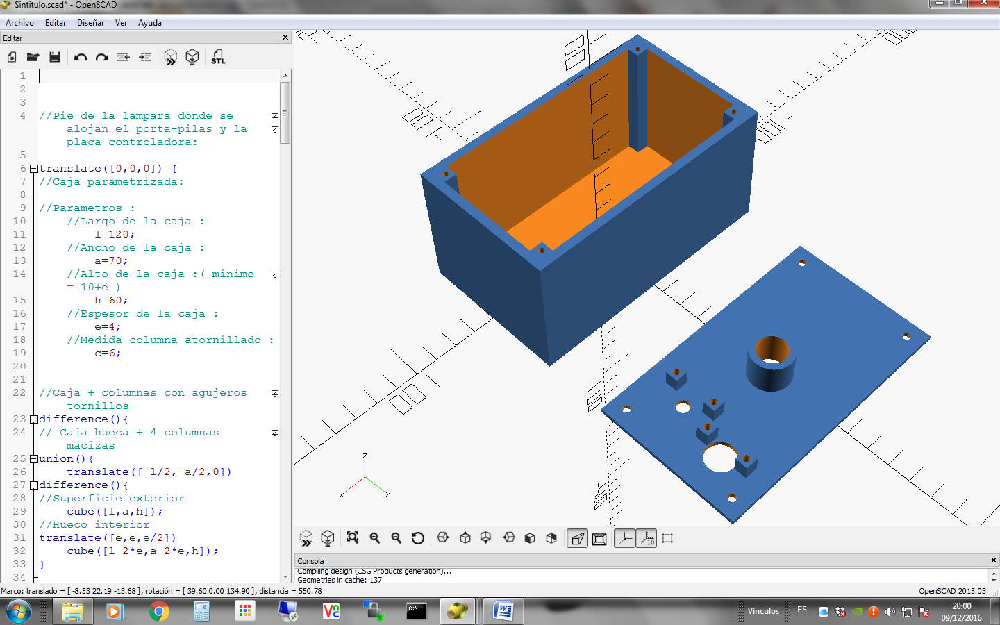 Sintitulo.scad* - OpenSCAD
Archivo Editar Diseñar Ver Ayuda
Editar
STL
1
2
3
4 //Pie de la lampara donde se
alojan el porta-pilas y la
placa controladora:
5
6 translate([0,0,0]) {
7 //Caja parametrizada:
8
9 //Parametros :
10 //Largo de la caja :
11 l=120;
12 //Ancho de la caja :
13 a=70;
14 //Alto de la caja :( minimo
= 10+e )
15 h=60;
16 //Espesor de la caja :
17 e=4;
18 //Medida columna atornillado :
19 c=6;
20
21
22 //Caja + columnas con agujeros
tornillos
23 difference(){
24 // Caja hueca + 4 columnas
macizas
25 union(){
26 translate([-l/2,-a/2,0])
27 difference(){
28 //Superficie exterior
29 cube([l,a,h]);
30 //Hueco interior
31 translate([e,e,e/2])
32 cube([l-2*e,a-2*e,h]);
33 }
34
z
x
y
10
Consola
Compiling design (CSG Products generation)...
Geometries in cache: 137
Marco: translado = [ -8.53 22.19 -13.68 ], rotación = [ 39.60 0.00 134.90 ], distancia = 550.78
OpenSCAD 2015.03
Vínculos
ES
20:00
09/12/2016